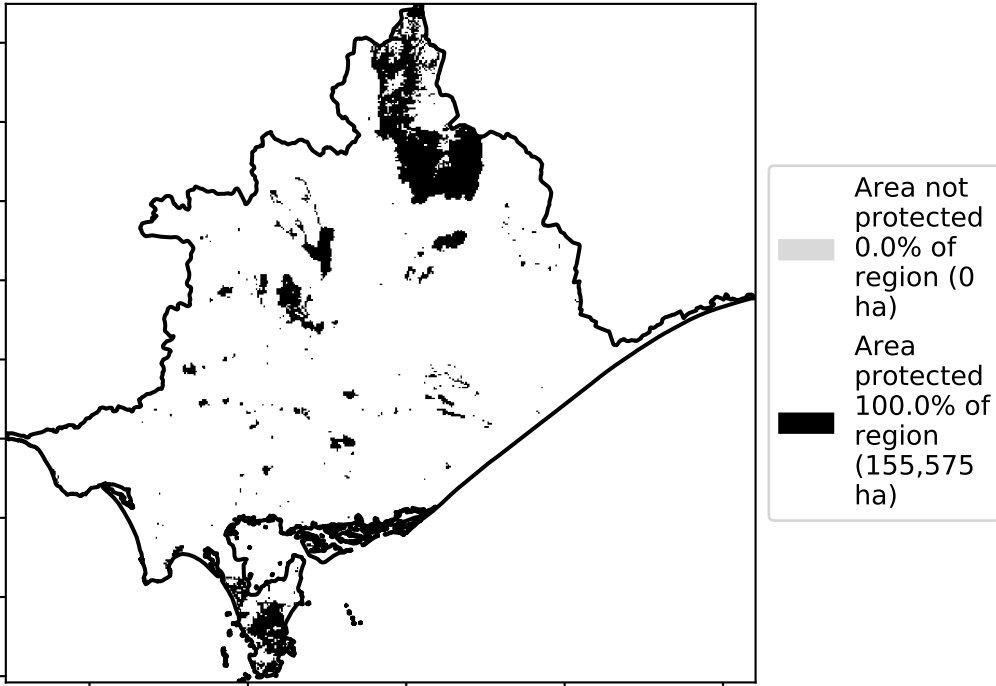 Area not
protected
0.0% of
region (0
ha)
Area
protected
100.0% of
region
(155,575
ha)